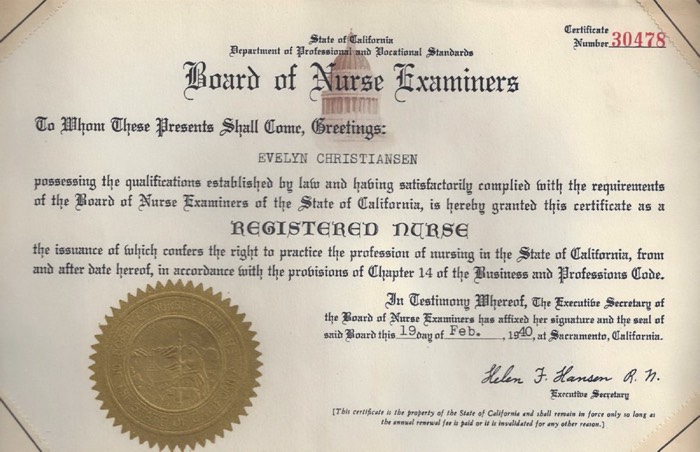 State of California
Department of Professional and Vocational Standards
Certificate
Number 30478
Board of Nurse Examiners
To Whom These Presents Shall Come, Greetings:
EVELYN CHRISTIANSEN
possessing the qualifications established by law and having satisfactorily complied with the requirements
of the Board of Nurse Examiners of the State of California, is hereby granted this certificate as a
REGISTERED NURSE
the issuance of which confers the right to practice the profession of nursing in the State of California, from
and after date hereof, in accordance with the provisions of Chapter 14 of the Business and Professions Code.
In Testimony Whereof, The Executive Secretary of
the Board of Nurse Examiners has affixed her signature and the seal of
said Board this 19 day of Feb. , 1940, at Sacramento, California.
Helen F. Hansen R. N.
Executive Secretary
[This certificate is the property of the State of California and shall remain in force only so long as
the annual renewal fee is paid or it is invalidated for any other reason.]